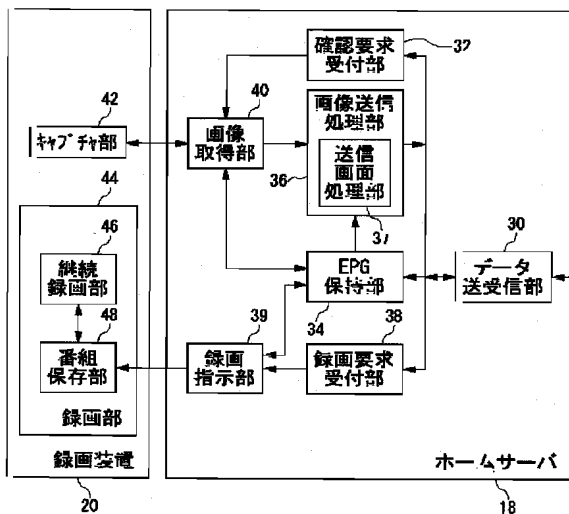 確認要求
受付部
32
42
40
画像送信
処理部
キャプチャ部
画像
取得部
送信
画面
処理部
36
37
44
46
30
継続
録画部
EPG
保持部
データ
送受信部
48
39
34
38
番組
保存部
録画
指示部
録画要求
受付部
録画部
録画装置
ホームサーバ
20
18